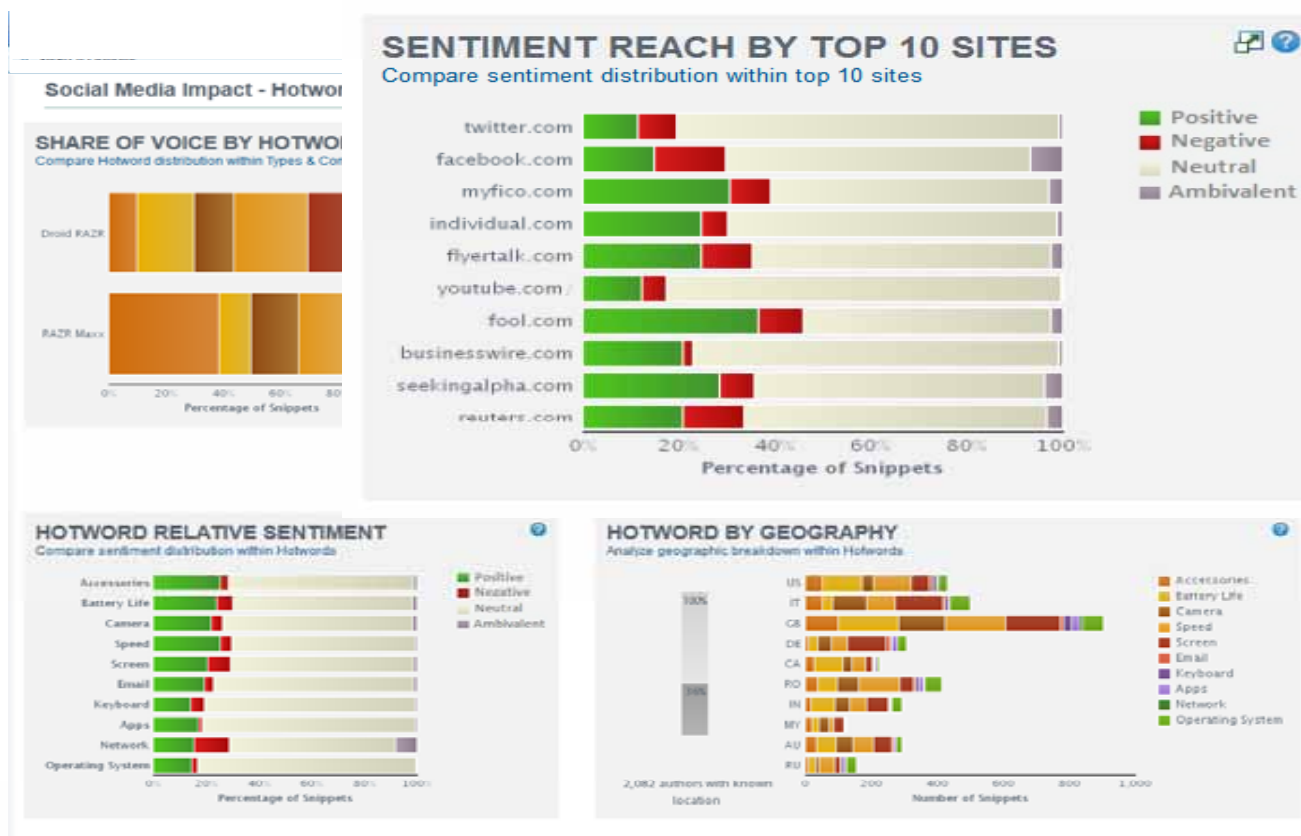 SENTIMENT REACH BY TOP 10 SITES
Compare sentiment distribution within top 10 sites
twitter.com
facebook.com
myfico.com
individual.com
flyertalk.com
youtube.com
fool.com
businesswire.com
seekingalpha.com
reuters.com
0% 20% 40% 60% 80% 100%
Percentage of Snippets
Positive
Negative
Neutral
Ambivalent
Social Media Impact - Hotwor
SHARE OF VOICE BY HOTWO
Compare Hotword distribution within Types & Con
Droid RAZR
RAZR Maxx
0% 20% 40% 60% 80
Percentage of Snippets
HOTWORD RELATIVE SENTIMENT
Compare sentiment distribution within Hotwords
Accessories
Battery Life
Camera
Speed
Screen
Email
Keyboard
Apps
Network
Operating System
0% 20% 40% 60% 80% 100%
Percentage of Snippets
Positive
Negative
Neutral
Ambivalent
HOTWORD BY GEOGRAPHY
Analyze geographic breakdown within Hotwords
100%
2,082 authors with known
location
US
IT
GB
DE
CA
RO
IN
MY
AU
RU
0 200 400 600 800 1,000
Number of Snippets
Accessories
Battery Life
Camera
Speed
Screen
Email
Keyboard
Apps
Network
Operating System